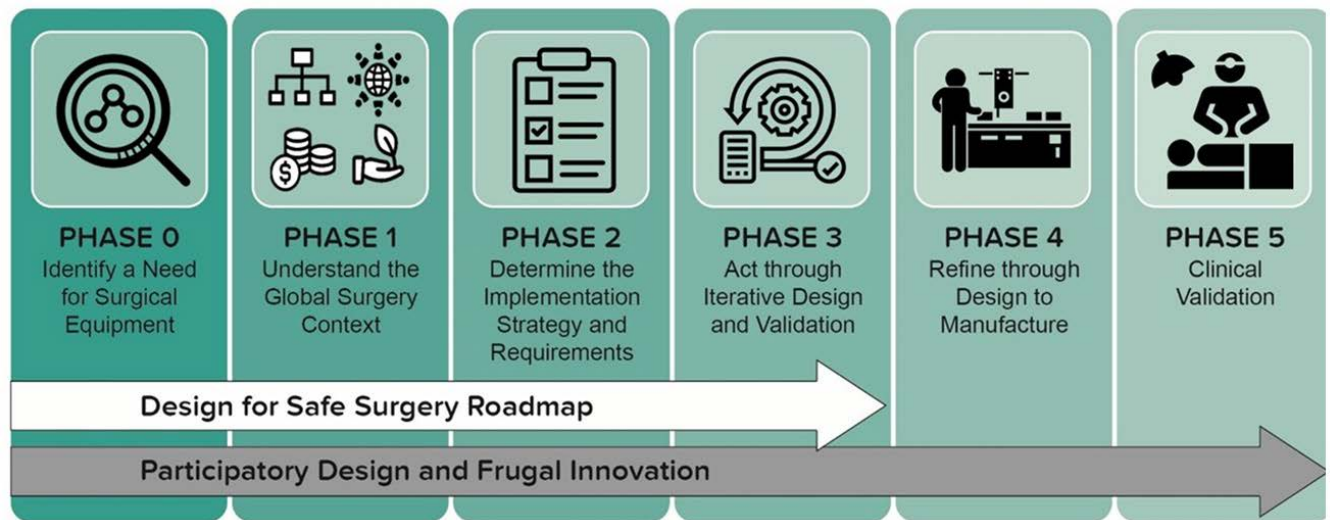 $
PHASE 0
Identify a Need
for Surgical
Equipment
PHASE 1
Understand the
Global Surgery
Context
PHASE 2
Determine the
Implementation
Strategy and
Requirements
PHASE 3
Act through
Iterative Design
and Validation
PHASE 4
Refine through
Design to
Manufacture
PHASE 5
Clinical
Validation
Design for Safe Surgery Roadmap
Participatory Design and Frugal Innovation